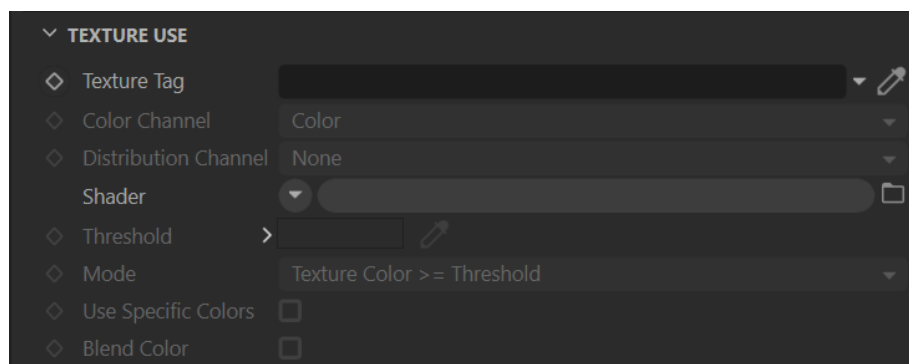 TEXTURE USE
Texture Tag
Color Channel Color
Distribution Channel None
Shader
Threshold
Mode Texture Color >= Threshold
Use Specific Colors
Blend Color